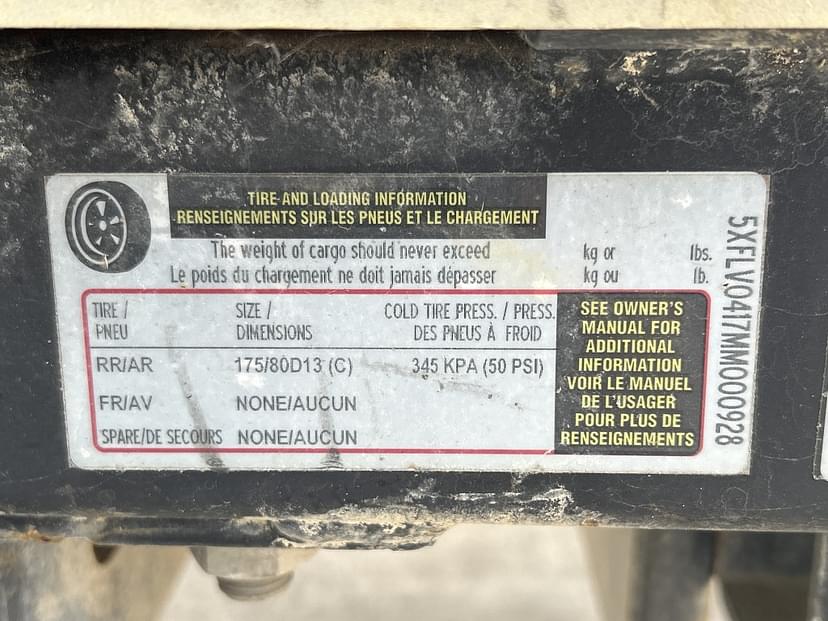 TIRE AND LOADING INFORMATION
RENSEIGNEMENTS SUR LES PNEUS ET LE CHARGEMENT
The weight of cargo should never exceed kg or lbs.
Le poids du chargement ne doit jamais dépasser kg ou lb.
TIRE / SIZE / COLD TIRE PRESS. / PRESS.
PNEU DIMENSIONS DES PNEUS À FROID
RR/AR 175/80D13 (C) 345 KPA (50 PSI)
FR/AV NONE/AUCUN
SPARE/DE SECOURS NONE/AUCUN
SEE OWNER'S
MANUAL FOR
ADDITIONAL
INFORMATION
VOIR LE MANUEL
DE L'USAGER
POUR PLUS DE
RENSEIGNEMENTS
5XFLV0417MM000928